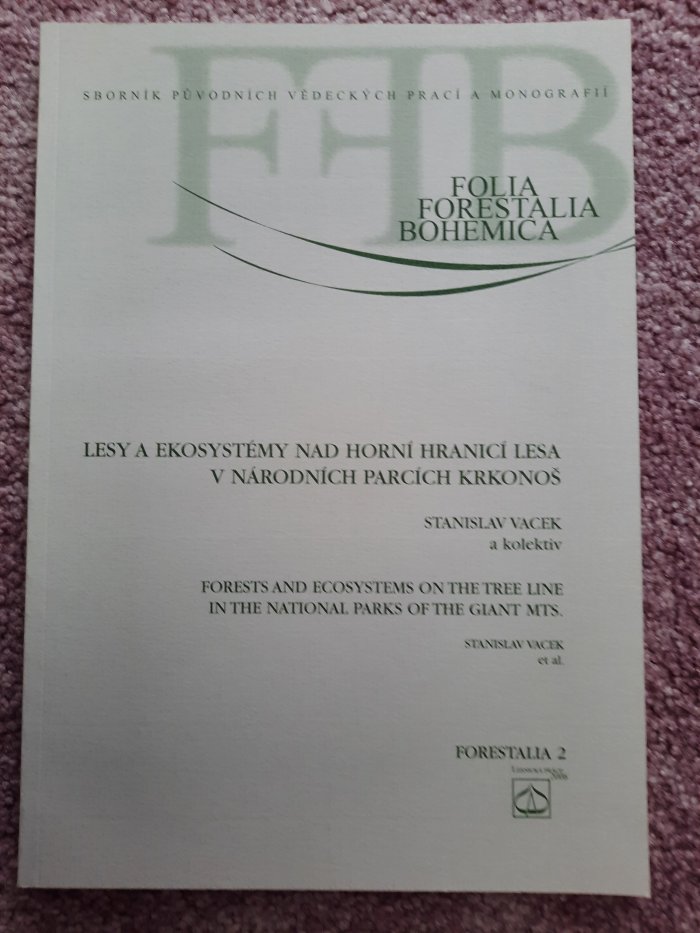 FFB
SBORNÍK PŮVODNÍCH VĚDECKÝCH PRACÍ A MONOGRAFIÍ
FOLIA
FORESTALIA
BOHEMICA
LESY A EKOSYSTÉMY NAD HORNÍ HRANICÍ LESA
V NÁRODNÍCH PARCÍCH KRKONOŠ
STANISLAV VACEK
a kolektiv
FORESTS AND ECOSYSTEMS ON THE TREE LINE
IN THE NATIONAL PARKS OF THE GIANT MTS.
STANISLAV VACEK
et al.
FORESTALIA 2